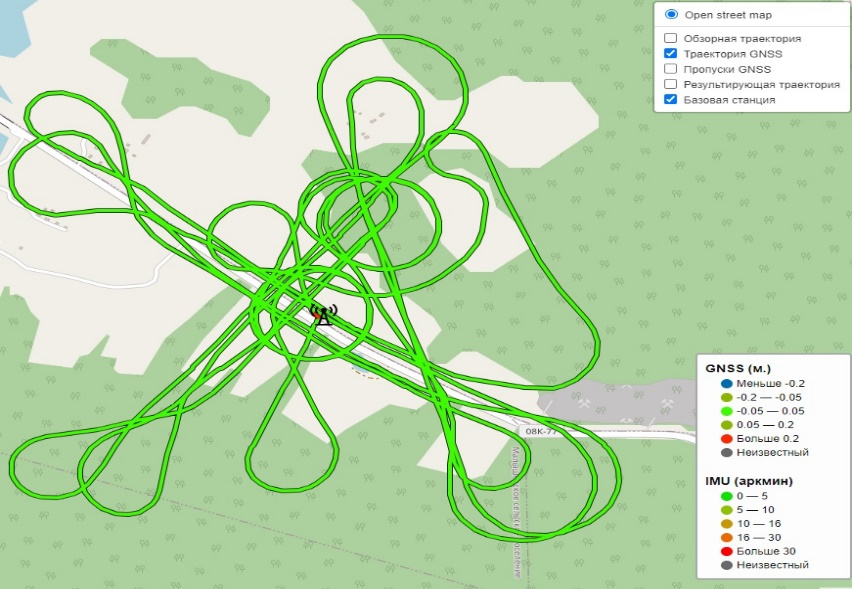 Open street map
Обзорная траектория
Траектория GNSS
Пропуски GNSS
Результирующая траектория
Базовая станция
GNSS (м.)
Меньше -0.2
-0.2 — -0.05
-0.05 — 0.05
0.05 — 0.2
Больше 0.2
Неизвестный
08К-77
IMU (аркмин)
0 — 5
5 — 10
10 — 16
16 — 30
Больше 30
Неизвестный